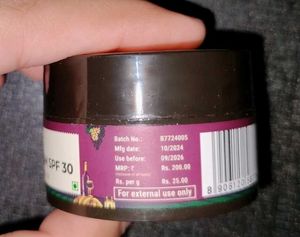 SPF 30
Batch No.: B7724005
Mfg date: 10/2024
Use before: 09/2026
MRP: ₹ Rs. 200.00
Rs. per g Rs. 25.00
For external use only